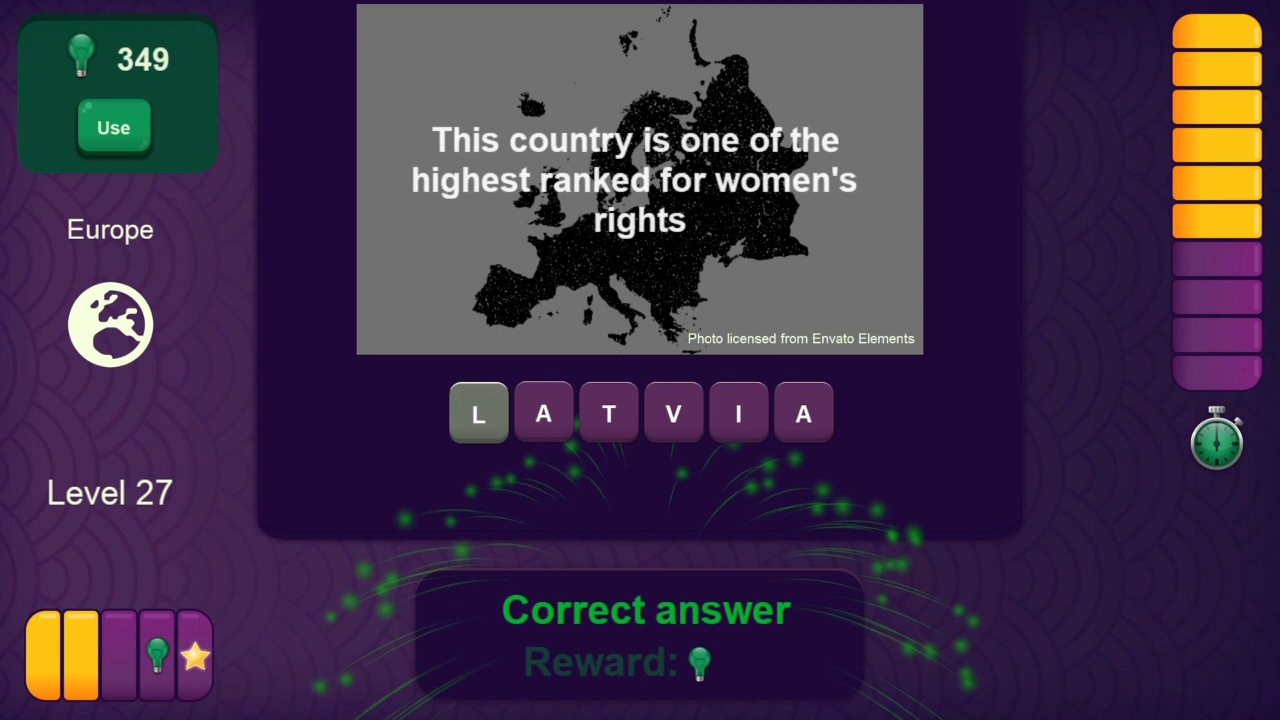 349
Use
Europe
Level 27
This country is one of the
highest ranked for women's
rights
Photo licensed from Envato Elements
L A T V I A
Correct answer
Reward: